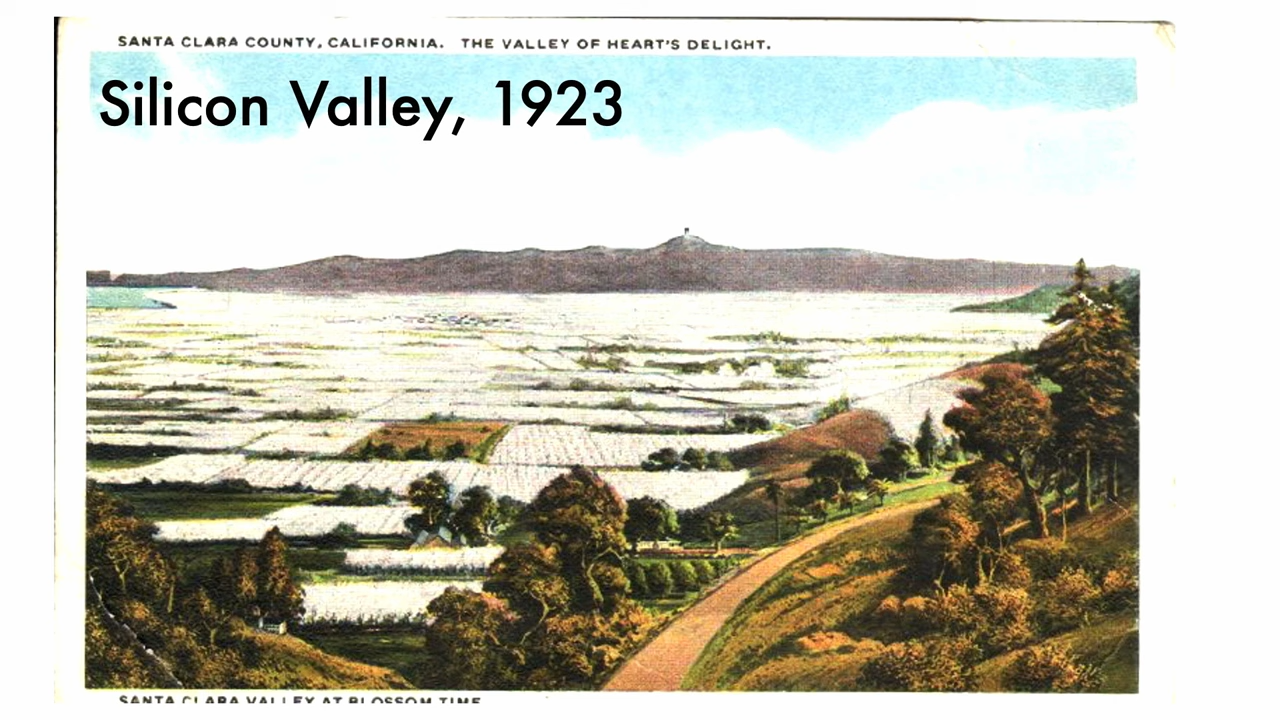 SANTA CLARA COUNTY, CALIFORNIA. THE VALLEY OF HEART'S DELIGHT.
Silicon Valley, 1923
SANTA CLARA VALLEY AT BLOSSOM TIME